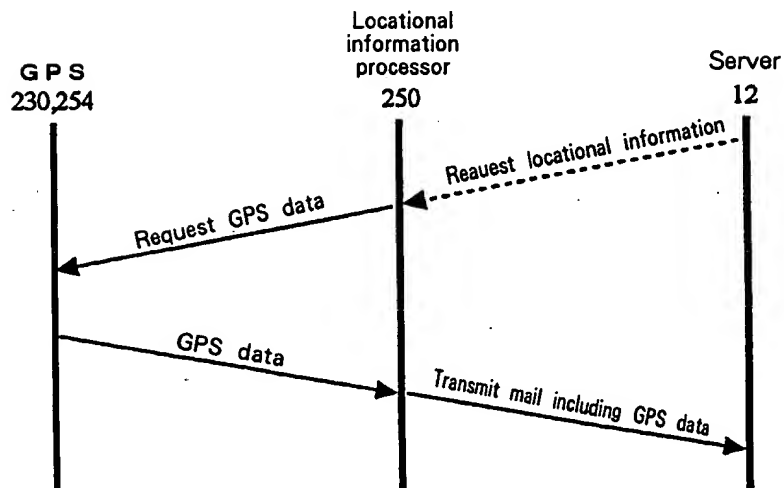 Locational
information
processor
250
GPS
230,254
Server
12
Reauest locational information
Request GPS data
GPS data
Transmit mail including GPS data